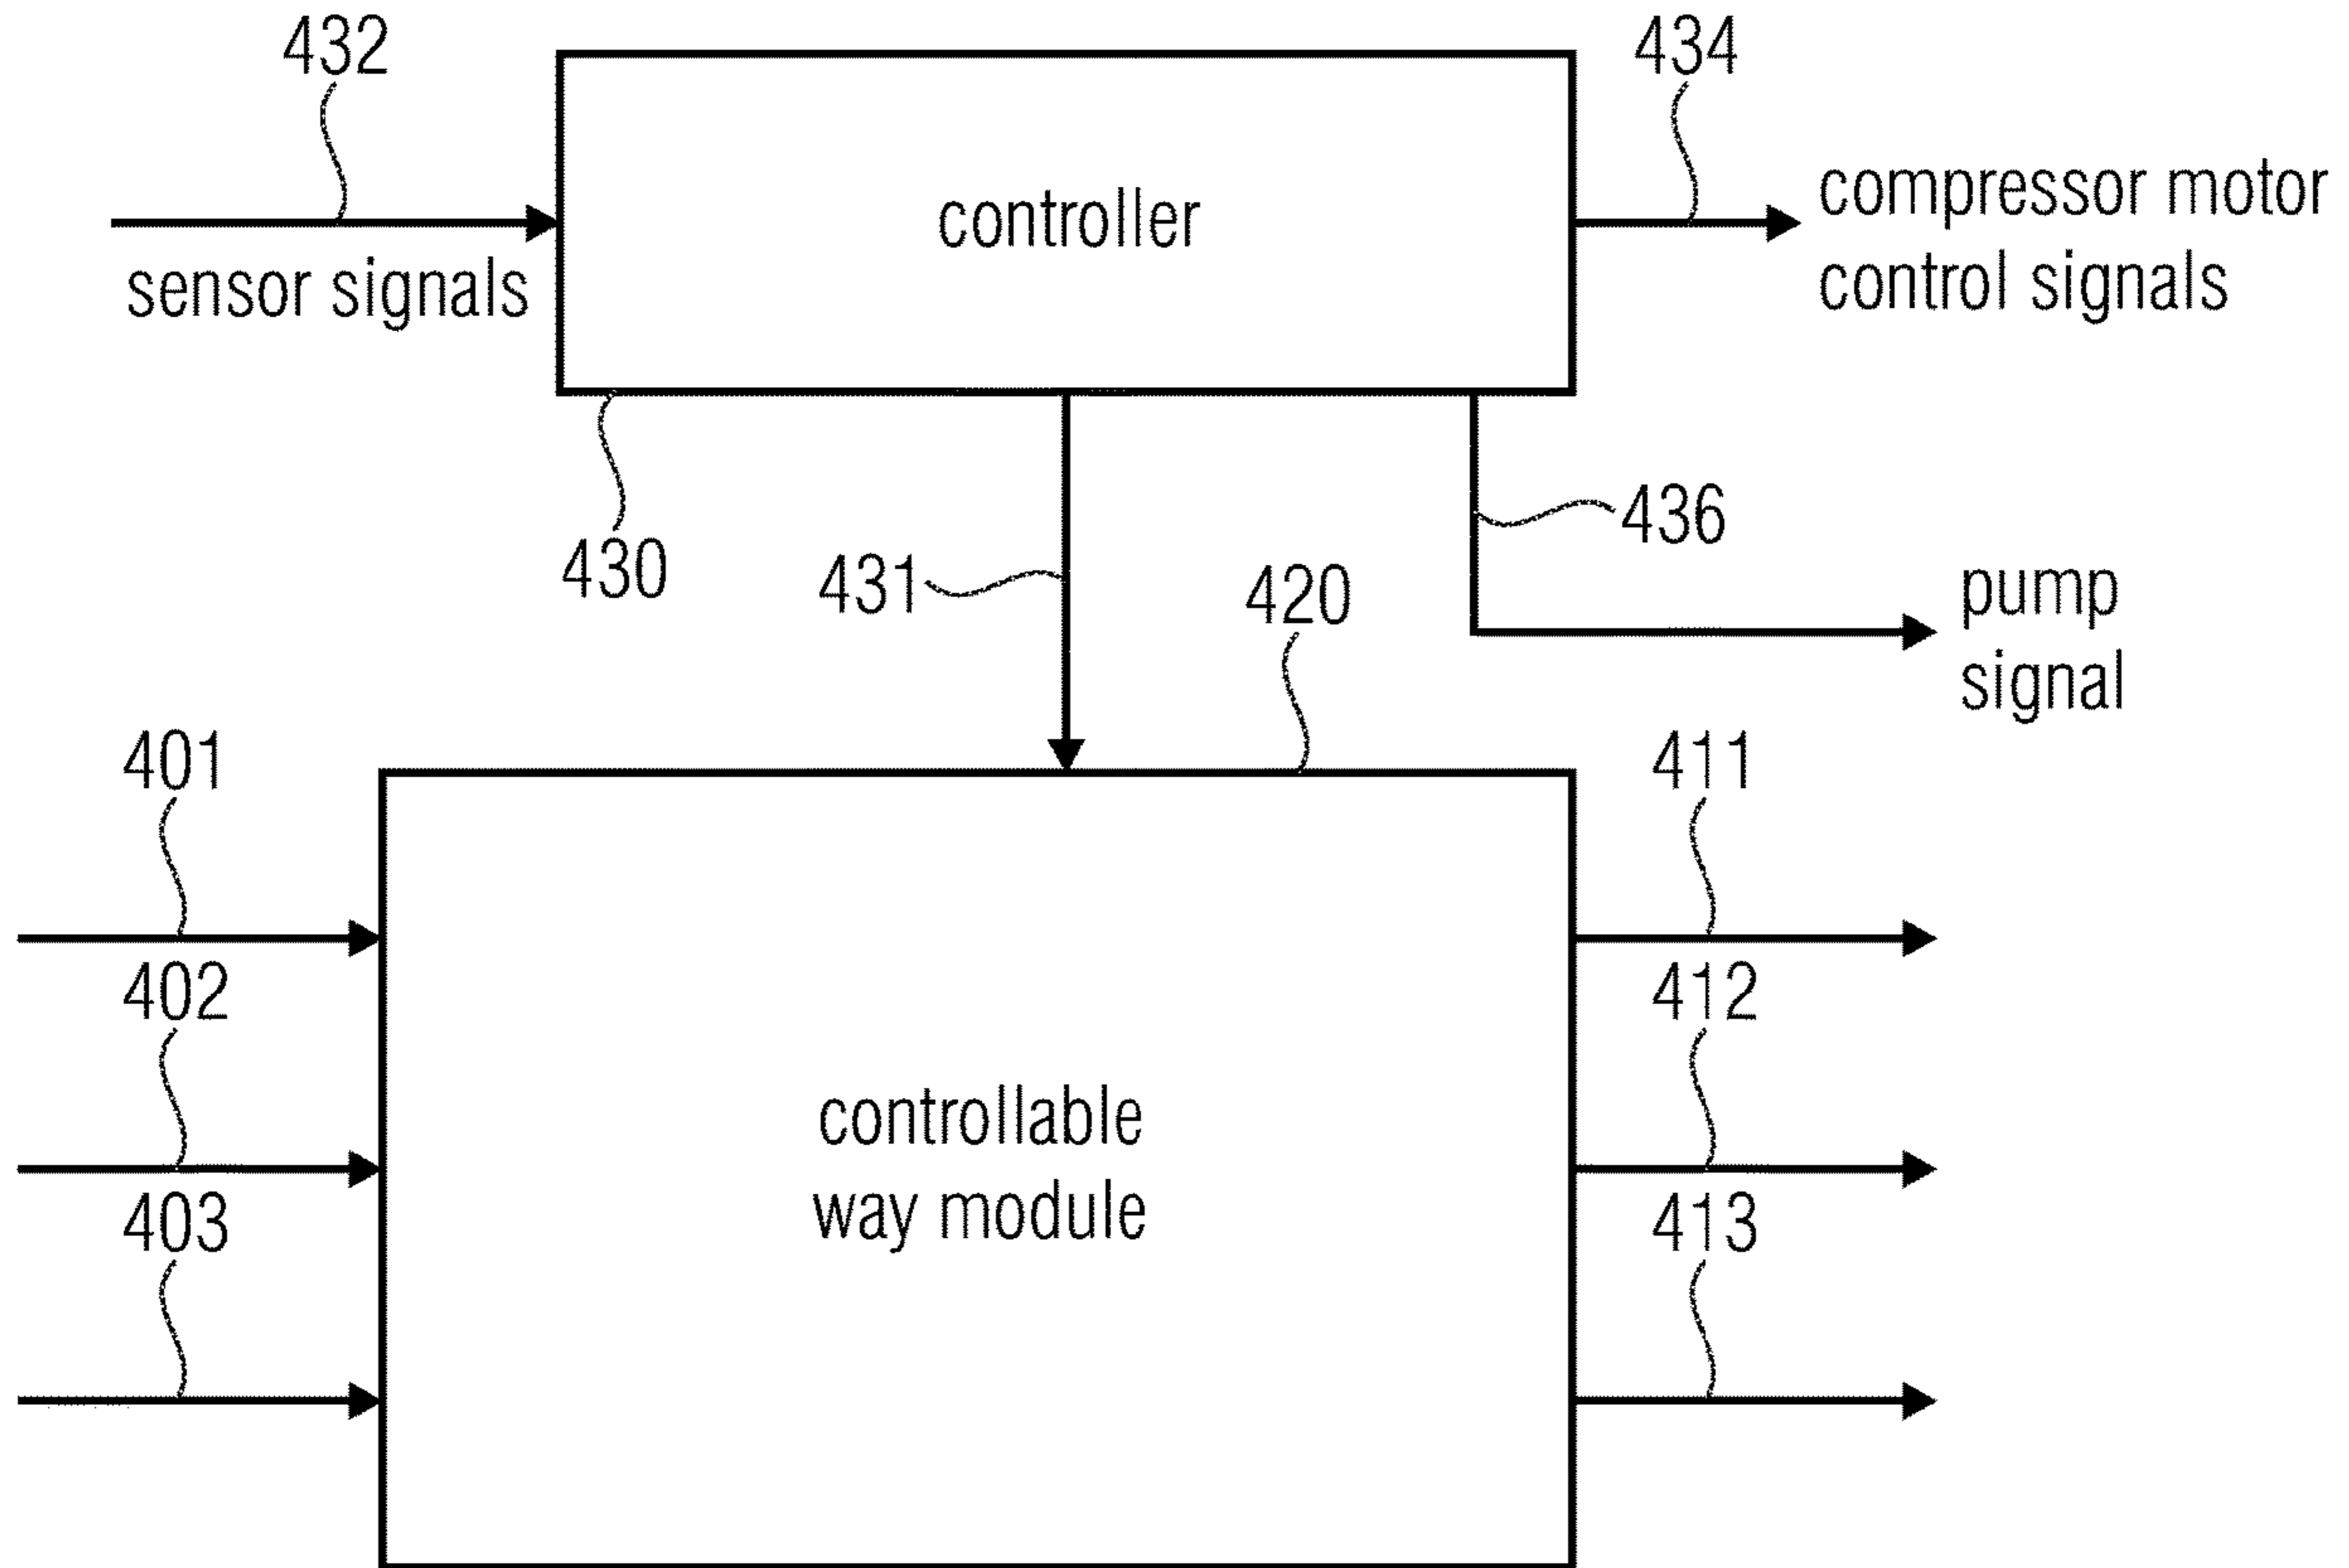 432
434
controller
compressor motor
control signals
sensor signals
430
431
436
420
pump
signal
401
411
402
412
controllable
way module
403
413